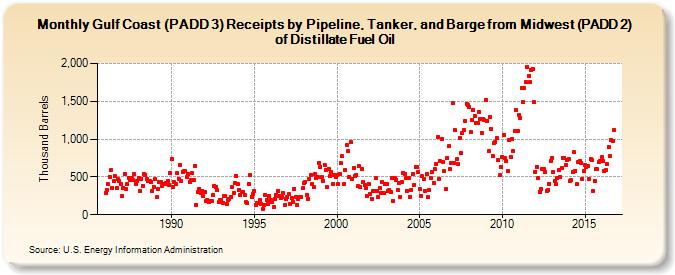 Monthly Gulf Coast (PADD 3) Receipts by Pipeline, Tanker, and Barge from Midwest (PADD 2)
of Distillate Fuel Oil
Thousand Barrels
2,000
1,500
1,000
500
0
1990
1995
2000
2005
2010
2015
Source: U.S. Energy Information Administration